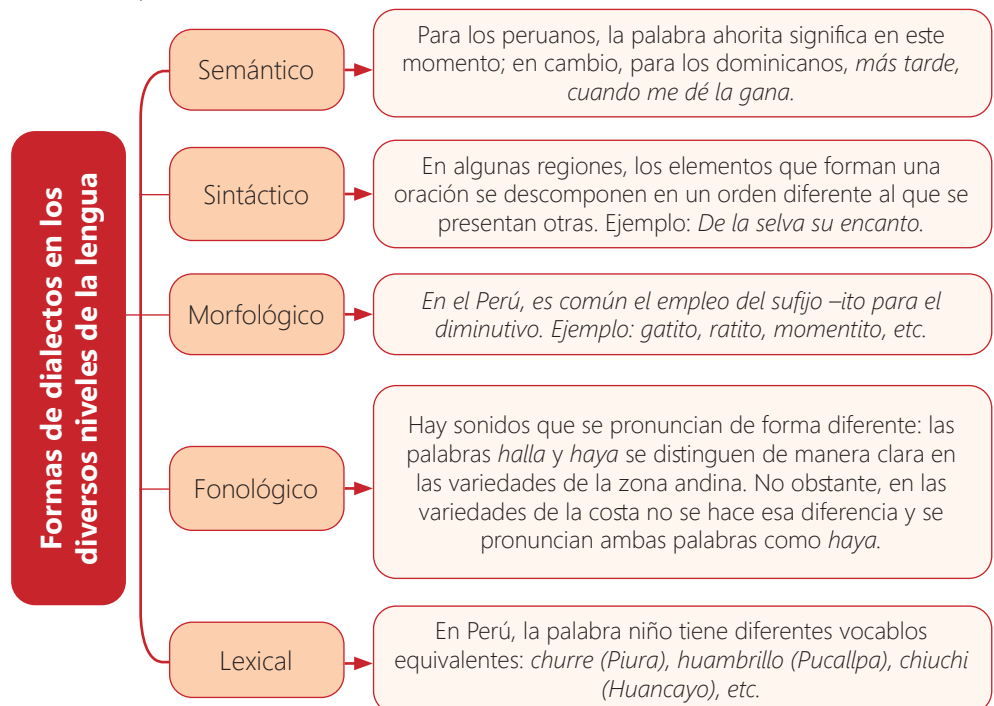 Formas de dialectos en los
diversos niveles de la lengua
Semántico
Para los peruanos, la palabra ahorita significa en este
momento; en cambio, para los dominicanos, más tarde,
cuando me dé la gana.
Sintáctico
En algunas regiones, los elementos que forman una
oración se descomponen en un orden diferente al que se
presentan otras. Ejemplo: De la selva su encanto.
Morfológico
En el Perú, es común el empleo del sufijo –ito para el
diminutivo. Ejemplo: gatito, ratito, momentito, etc.
Fonológico
Hay sonidos que se pronuncian de forma diferente: las
palabras halla y haya se distinguen de manera clara en
las variedades de la zona andina. No obstante, en las
variedades de la costa no se hace esa diferencia y se
pronuncian ambas palabras como haya.
Lexical
En Perú, la palabra niño tiene diferentes vocablos
equivalentes: churre (Piura), huambrillo (Pucallpa), chiuchi
(Huancayo), etc.